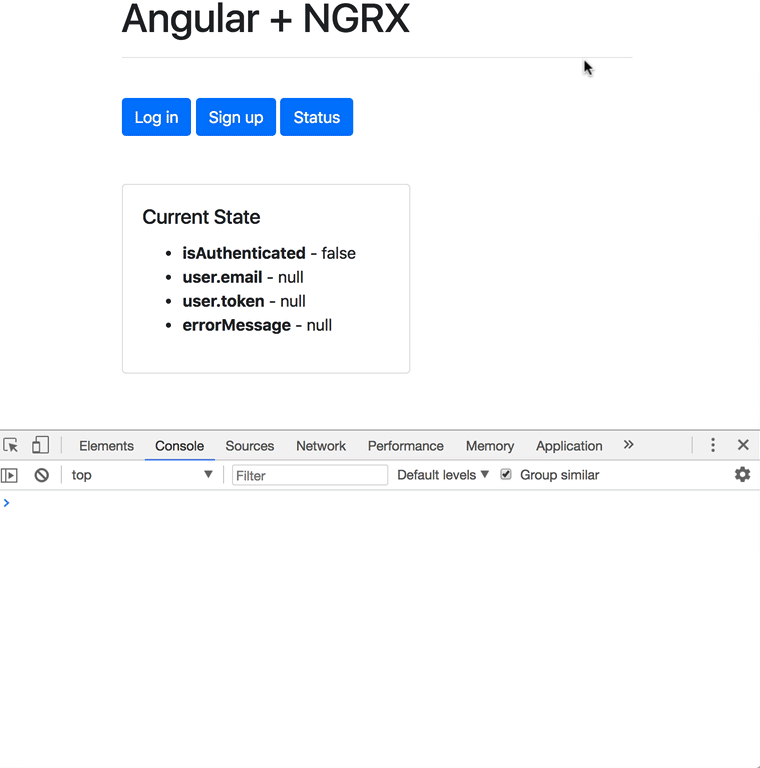 Angular + NGRX
Log in Sign up Status
Current State
isAuthenticated - false
user.email - null
user.token - null
errorMessage - null
Elements Console Sources Network Performance Memory Application »
top Filter Default levels Group similar